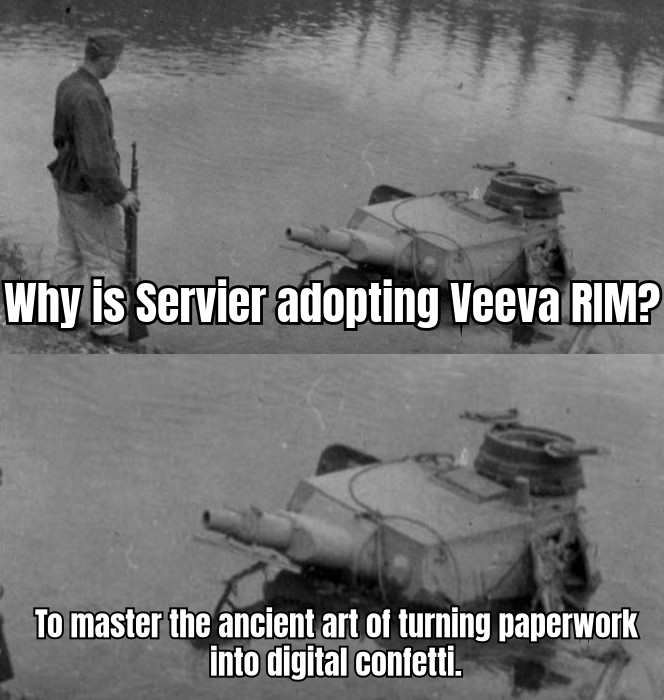 Why is Servier adopting Veeva RIM?
To master the ancient art of turning paperwork
into digital confetti.